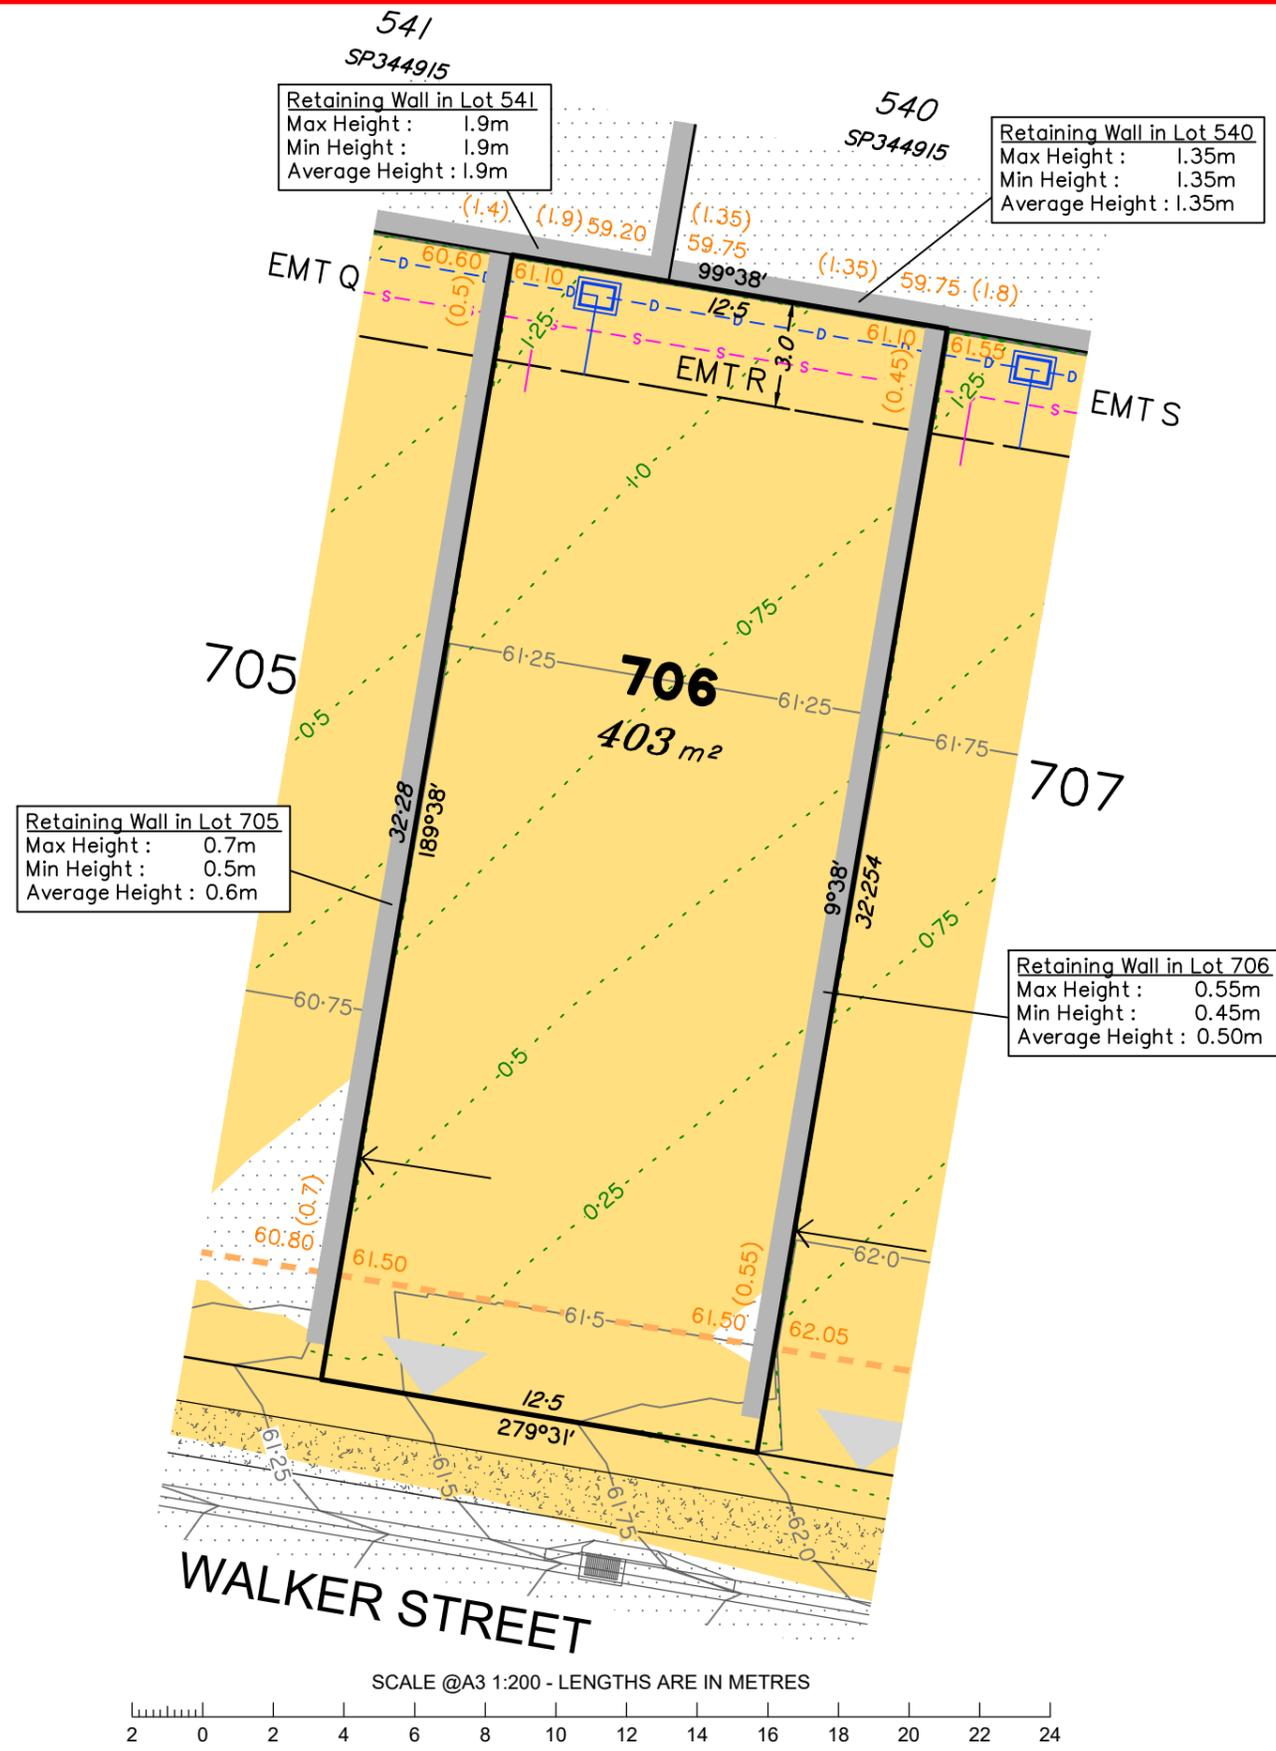 541
SP344915
540
SP344915
Retaining Wall in Lot 541
Max Height : 1.9m
Min Height : 1.9m
Average Height : 1.9m
Retaining Wall in Lot 540
Max Height : 1.35m
Min Height : 1.35m
Average Height : 1.35m
(1.4)
(1.9) 59.20
(1.35)
59.75
(1.35)
59.75 (1.8)
99°38'
12·5
EMT Q
60.60
(0.5)
61.10
D
D
D
D
D
D
D
D
D
S
S
S
S
S
S
1·25
EMT R
3.0
61.10
(0.45)
61.55
1·25
EMT S
1·0
0·75
705
61·25
706
61·25
403 m²
61·75
707
0·5
32·28
189°38'
9°38'
32·254
Retaining Wall in Lot 705
Max Height : 0.7m
Min Height : 0.5m
Average Height : 0.6m
0·75
Retaining Wall in Lot 706
Max Height : 0.55m
Min Height : 0.45m
Average Height : 0.50m
60·75
0·5
0·25
(0.7)
60.80
61.50
(0.55)
62·0
61·5
61.50
62.05
12·5
279°31'
61·25
61·5
61·75
62·0
WALKER STREET
SCALE @A3 1:200 - LENGTHS ARE IN METRES
2 0 2 4 6 8 10 12 14 16 18 20 22 24